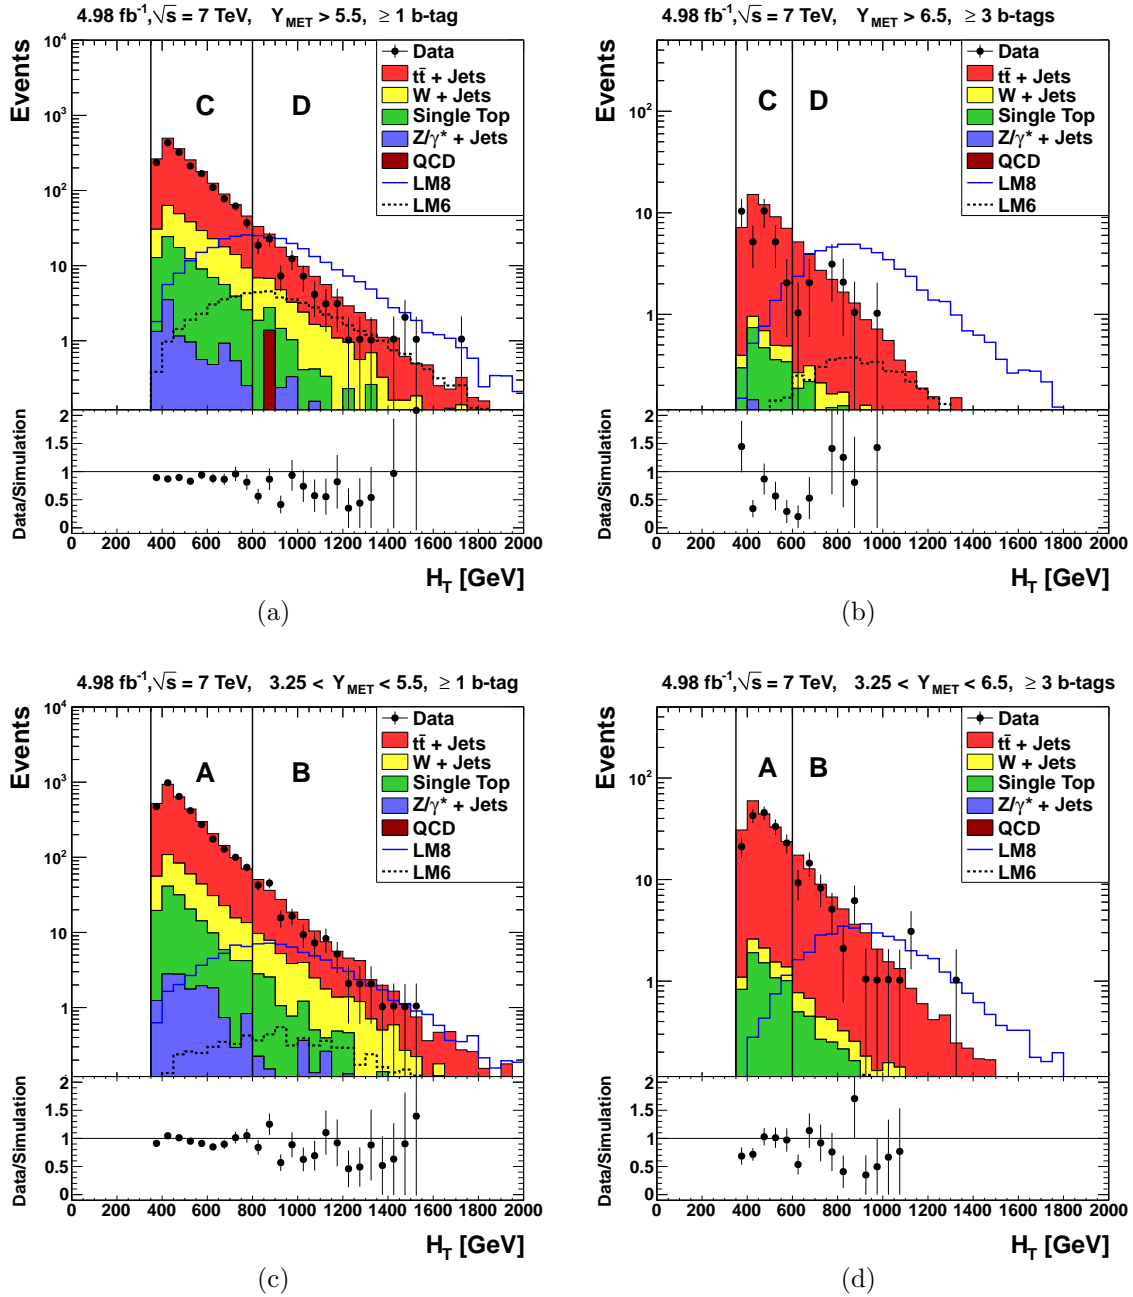 4.98 fb⁻¹,√s = 7 TeV, Y_MET > 5.5, ≥ 1 b-tag
Events
10⁴
10³
10²
10
1
C
D
Data
tt̄ + Jets
W + Jets
Single Top
Z/γ* + Jets
QCD
LM8
LM6
Data/Simulation
2
1.5
1
0.5
0
0 200 400 600 800 1000 1200 1400 1600 1800 2000
H_T [GeV]
(a)
4.98 fb⁻¹,√s = 7 TeV, Y_MET > 6.5, ≥ 3 b-tags
Events
10²
10
1
C
D
Data
tt̄ + Jets
W + Jets
Single Top
Z/γ* + Jets
QCD
LM8
LM6
Data/Simulation
2
1.5
1
0.5
0
0 200 400 600 800 1000 1200 1400 1600 1800 2000
H_T [GeV]
(b)
4.98 fb⁻¹,√s = 7 TeV, 3.25 < Y_MET < 5.5, ≥ 1 b-tag
Events
10⁴
10³
10²
10
1
A
B
Data
tt̄ + Jets
W + Jets
Single Top
Z/γ* + Jets
QCD
LM8
LM6
Data/Simulation
2
1.5
1
0.5
0
0 200 400 600 800 1000 1200 1400 1600 1800 2000
H_T [GeV]
(c)
4.98 fb⁻¹,√s = 7 TeV, 3.25 < Y_MET < 6.5, ≥ 3 b-tags
Events
10²
10
1
A
B
Data
tt̄ + Jets
W + Jets
Single Top
Z/γ* + Jets
QCD
LM8
LM6
Data/Simulation
2
1.5
1
0.5
0
0 200 400 600 800 1000 1200 1400 1600 1800 2000
H_T [GeV]
(d)